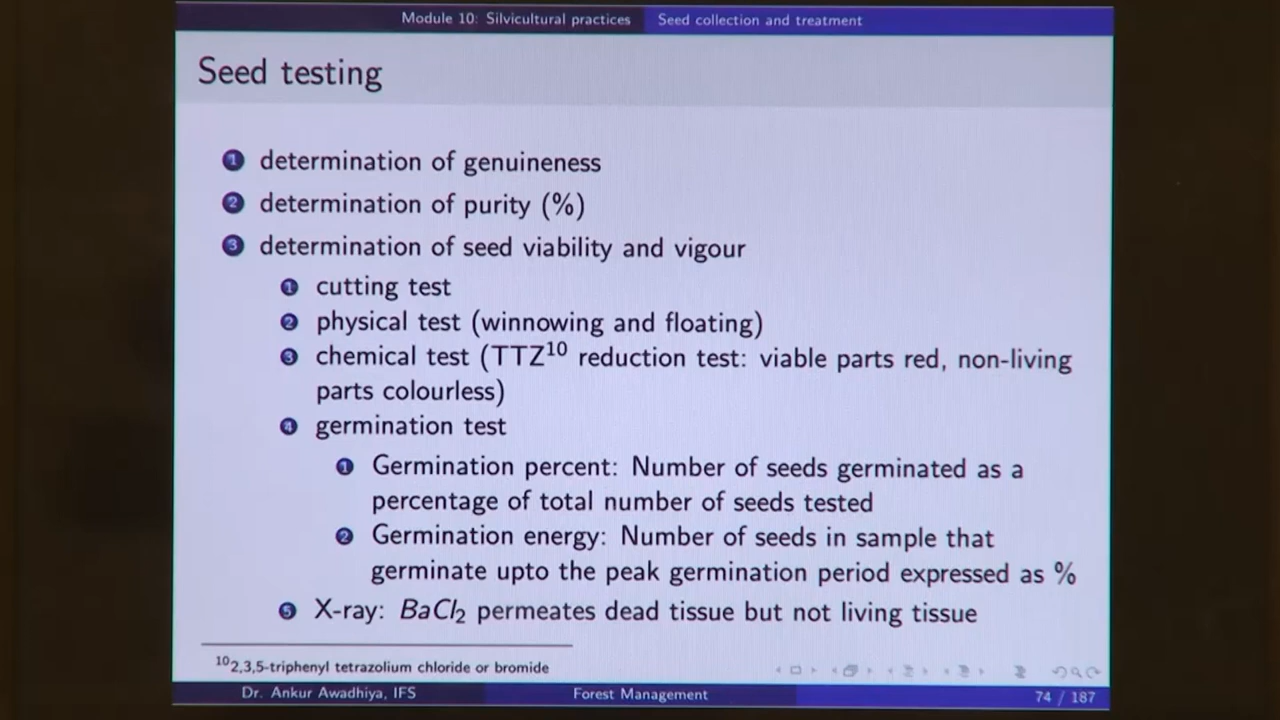 Module 10: Silvicultural practices Seed collection and treatment
Seed testing
1 determination of genuineness
2 determination of purity (%)
3 determination of seed viability and vigour
1 cutting test
2 physical test (winnowing and floating)
3 chemical test (TTZ¹⁰ reduction test: viable parts red, non-living
parts colourless)
4 germination test
1 Germination percent: Number of seeds germinated as a
percentage of total number of seeds tested
2 Germination energy: Number of seeds in sample that
germinate upto the peak germination period expressed as %
5 X-ray: BaCl₂ permeates dead tissue but not living tissue
¹⁰2,3,5-triphenyl tetrazolium chloride or bromide
Dr. Ankur Awadhiya, IFS Forest Management 74 / 187